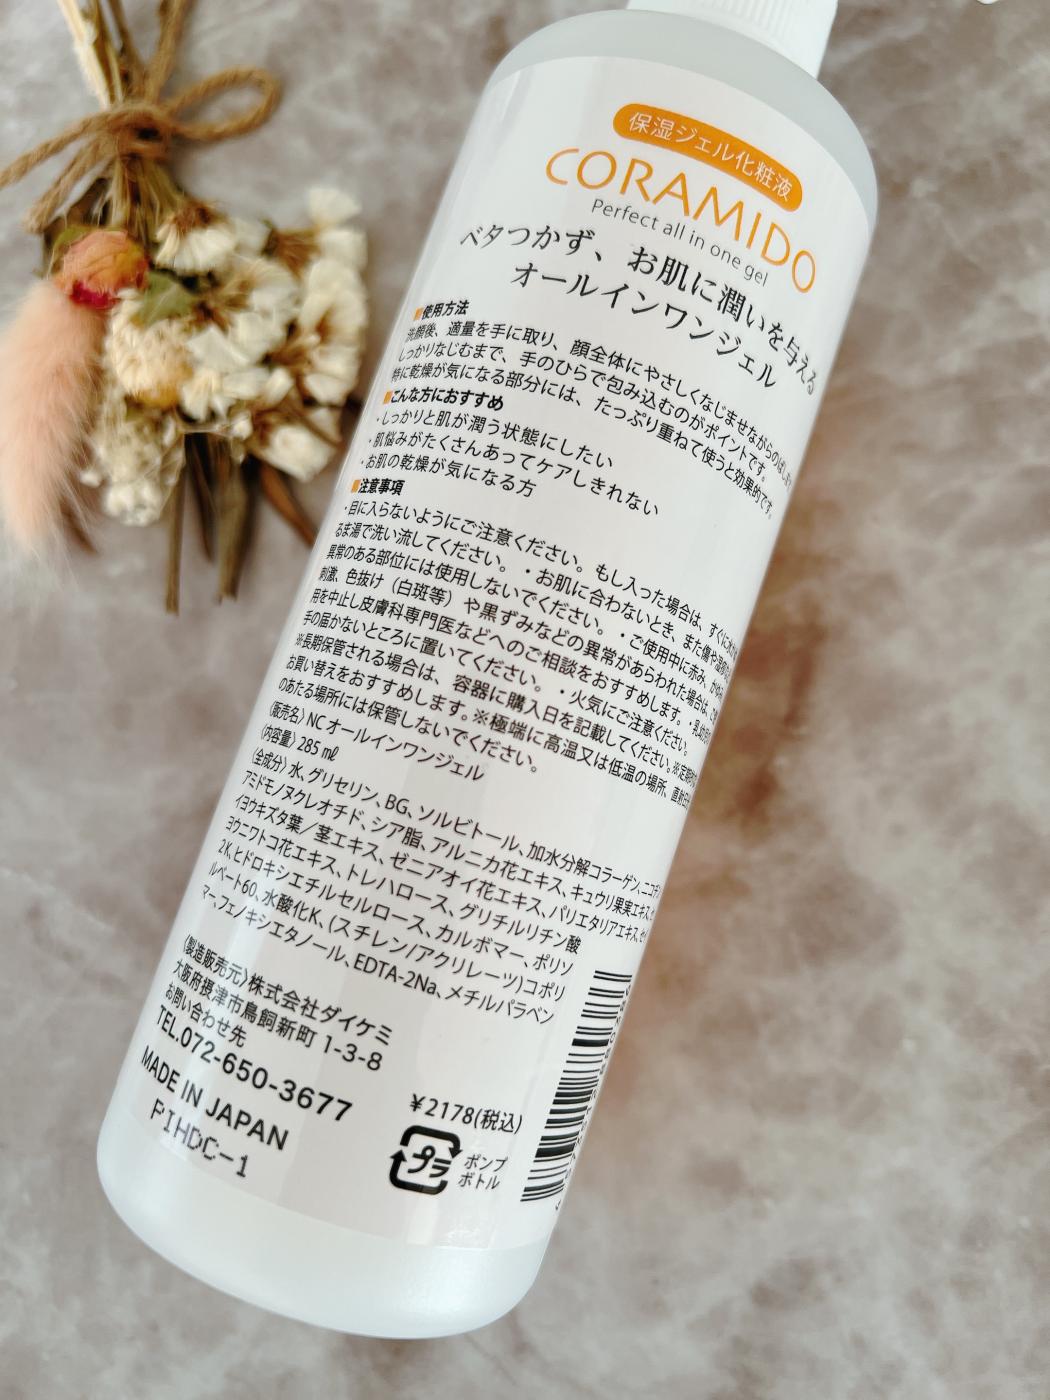 保湿ジェル化粧液
CORAMIDO
Perfect all in one gel
ベタつかず、お肌に潤いを与える
オールインワンジェル
■使用方法
洗顔後、適量を手に取り、顔全体にやさしくなじませながらのばし
しっかりなじむまで、手のひらで包み込むのがポイントです。
特に乾燥が気になる部分には、たっぷり重ねて使うと効果的です。
■こんな方におすすめ
・しっかりと肌が潤う状態にしたい
・肌悩みがたくさんあってケアしきれない
・お肌の乾燥が気になる方
■注意事項
・目に入らないようにご注意ください。もし入った場合は、すぐに水か
るま湯で洗い流してください。・お肌に合わないとき、また傷や湿疹
異常のある部位には使用しないでください。・ご使用中に赤み、かゆみ
刺激、色抜け（白斑等）や黒ずみなどの異常があらわれた場合は、
用を中止し皮膚科専門医などへのご相談をおすすめします。・乳幼児の
手の届かないところに置いてください。・火気にご注意ください。
※長期保管される場合は、容器に購入日を記載してください。※定期的
お買い替えをおすすめします。※極端に高温又は低温の場所、直射日光
のあたる場所には保管しないでください。
〈販売名〉NCオールインワンジェル
〈内容量〉285㎖
〈全成分〉水、グリセリン、BG、ソルビトール、加水分解コラーゲン、ニコチン
アミドモノヌクレオチド、シア脂、アルニカ花エキス、キュウリ果実エキス、セ
イヨウキズタ葉／茎エキス、ゼニアオイ花エキス、パリエタリアエキス、セイ
ヨウニワトコ花エキス、トレハロース、グリチルリチン酸
2K、ヒドロキシエチルセルロース、カルボマー、ポリソ
ルベート60、水酸化K、(スチレン/アクリレーツ)コポリ
マー、フェノキシエタノール、EDTA-2Na、メチルパラベン
〈製造販売元〉株式会社ダイケミ
大阪府摂津市鳥飼新町 1-3-8
お問い合わせ先
TEL.072-650-3677
MADE IN JAPAN
PIHDC-1
¥2178(税込)
プラ
ポンプ
ボトル